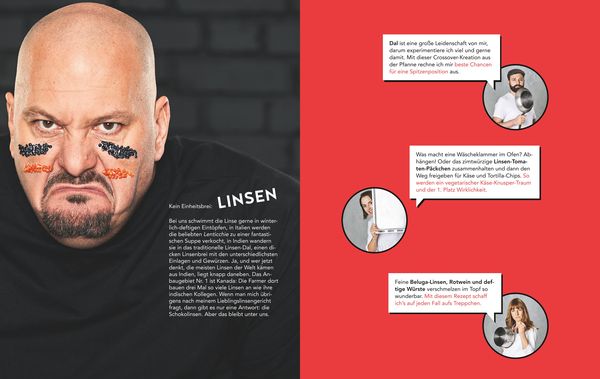 Kein Einheitsbrei: LINSEN
Bei uns schwimmt die Linse gerne in winter-
lich-deftigen Eintöpfen, in Italien werden
die beliebten Lenticchie zu einer fantasti-
schen Suppe verkocht, in Indien wandern
sie in das traditionelle Linsen-Dal, einen di-
cken Linsenbrei mit den unterschiedlichsten
Einlagen und Gewürzen. Ja, und wer jetzt
denkt, die meisten Linsen der Welt kämen
aus Indien, liegt knapp daneben. Das An-
baugebiet Nr. 1 ist Kanada: Die Farmer dort
bauen drei Mal so viele Linsen an wie ihre
indischen Kollegen. Wenn man mich übri-
gens nach meinem Lieblingslinsengericht
fragt, dann gibt es nur eine Antwort: die
Schokolinsen. Aber das bleibt unter uns.
Dal ist eine große Leidenschaft von mir,
darum experimentiere ich viel und gerne
damit. Mit dieser Crossover-Kreation aus
der Pfanne rechne ich mir beste Chancen
für eine Spitzenposition aus.
Was macht eine Wäscheklammer im Ofen? Ab-
hängen! Oder das zimtwürzige Linsen-Toma-
ten-Päckchen zusammenhalten und dann den
Weg freigeben für Käse und Tortilla-Chips. So
werden ein vegetarischer Käse-Knusper-Traum
und der 1. Platz Wirklichkeit.
Feine Beluga-Linsen, Rotwein und def-
tige Würste verschmelzen im Topf so
wunderbar. Mit diesem Rezept schaff
ich's auf jeden Fall aufs Treppchen.